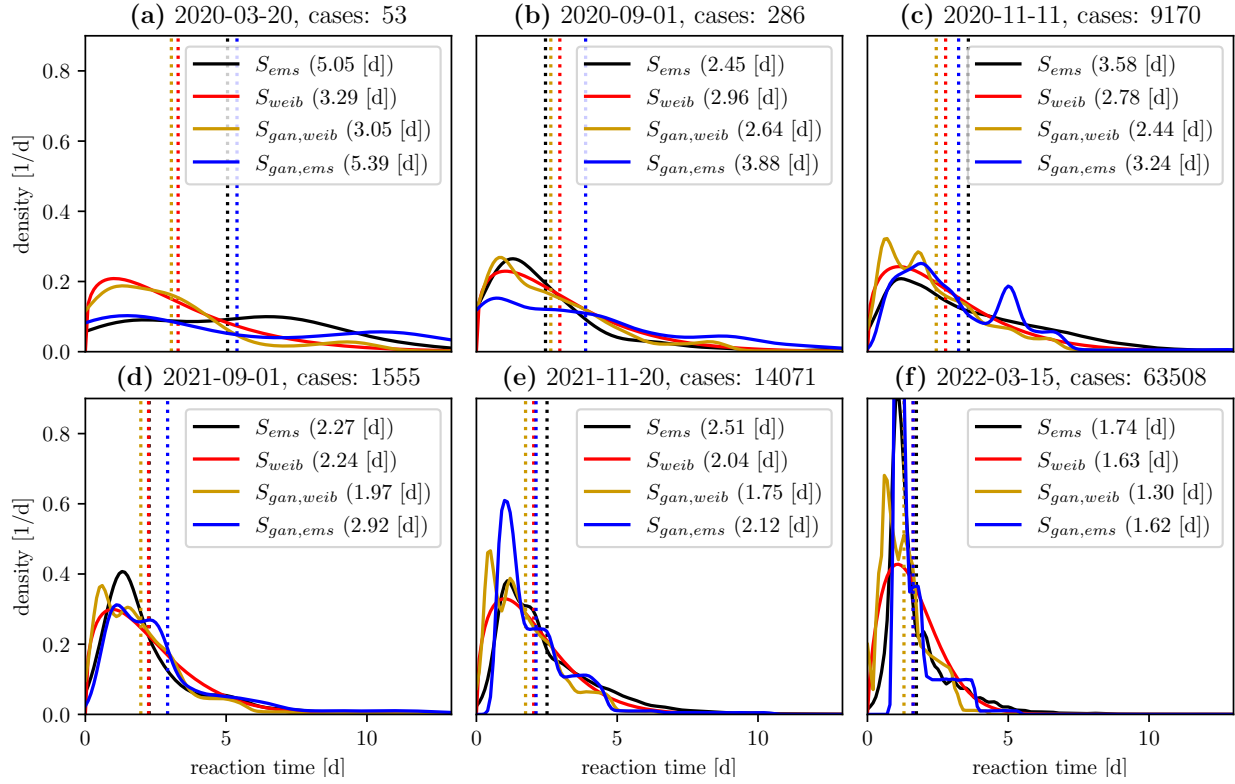 (a) 2020-03-20, cases: 53
(b) 2020-09-01, cases: 286
(c) 2020-11-11, cases: 9170
density [1/d]
0.8
0.6
0.4
0.2
0.0
S_ems (5.05 [d])
S_weib (3.29 [d])
S_gan,weib (3.05 [d])
S_gan,ems (5.39 [d])
S_ems (2.45 [d])
S_weib (2.96 [d])
S_gan,weib (2.64 [d])
S_gan,ems (3.88 [d])
S_ems (3.58 [d])
S_weib (2.78 [d])
S_gan,weib (2.44 [d])
S_gan,ems (3.24 [d])
(d) 2021-09-01, cases: 1555
(e) 2021-11-20, cases: 14071
(f) 2022-03-15, cases: 63508
density [1/d]
0.8
0.6
0.4
0.2
0.0
S_ems (2.27 [d])
S_weib (2.24 [d])
S_gan,weib (1.97 [d])
S_gan,ems (2.92 [d])
S_ems (2.51 [d])
S_weib (2.04 [d])
S_gan,weib (1.75 [d])
S_gan,ems (2.12 [d])
S_ems (1.74 [d])
S_weib (1.63 [d])
S_gan,weib (1.30 [d])
S_gan,ems (1.62 [d])
0 5 10
0 5 10
0 5 10
reaction time [d]
reaction time [d]
reaction time [d]